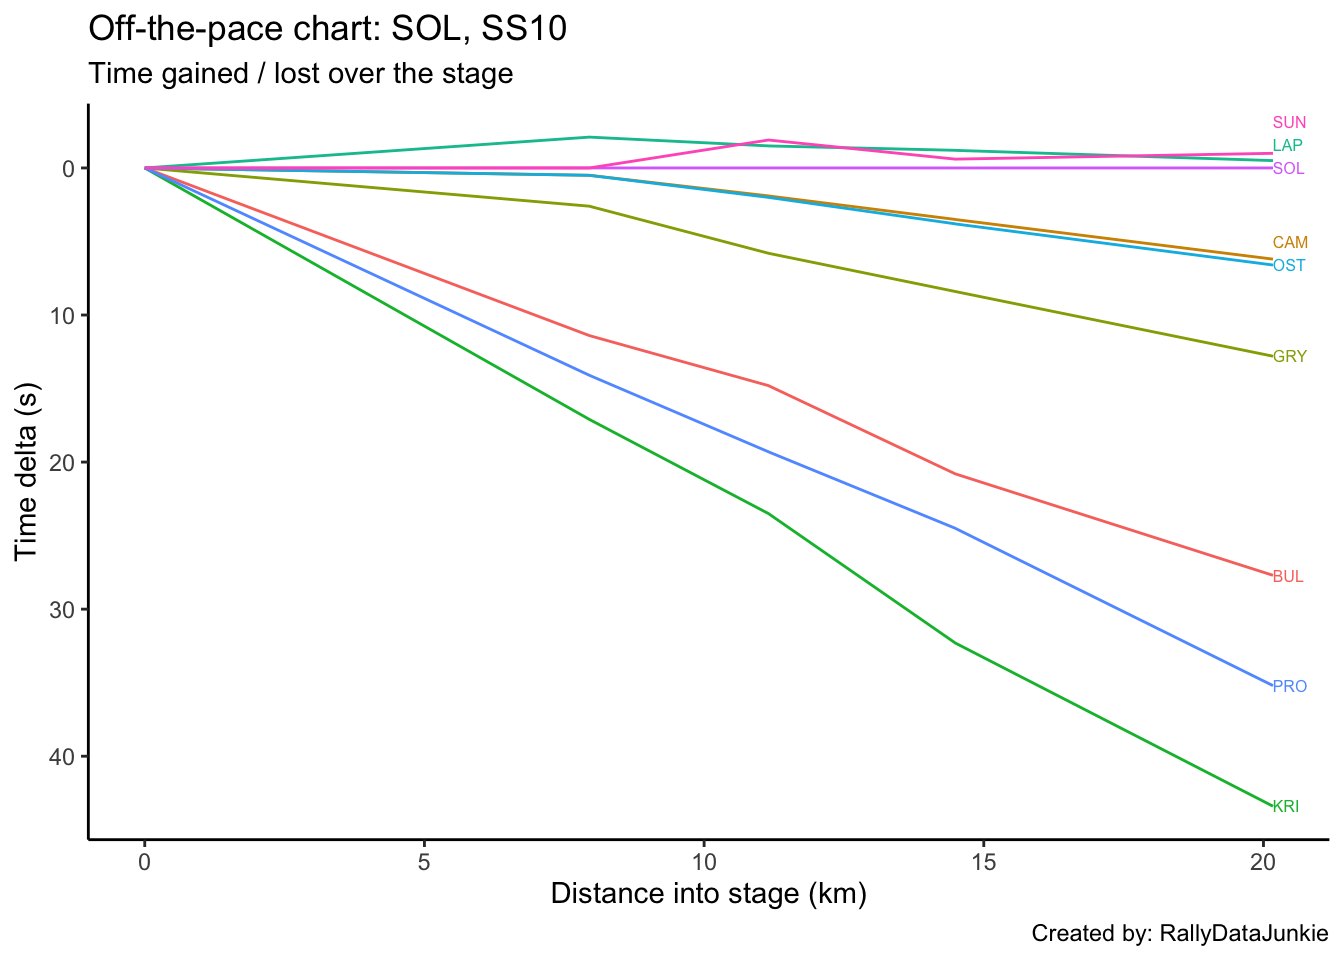 Off-the-pace chart: SOL, SS10
Time gained / lost over the stage
SUN
LAP
SOL
CAM
OST
GRY
BUL
PRO
KRI
0
10
20
30
40
Time delta (s)
0 5 10 15 20
Distance into stage (km)
Created by: RallyDataJunkie